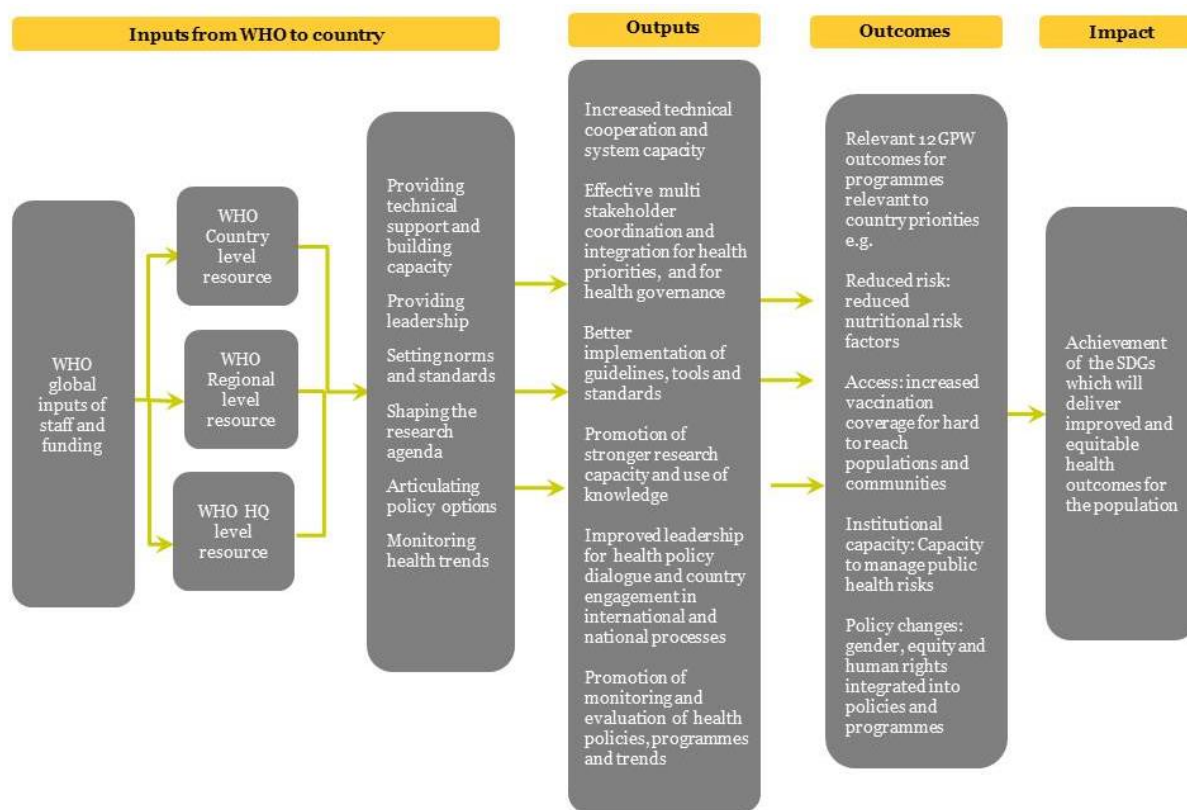 Inputs from WHO to country
Outputs
Outcomes
Impact
WHO
global
inputs of
staff and
funding
WHO
Country
level
resource
WHO
Regional
level
resource
WHO HQ
level
resource
Providing
technical
support and
building
capacity
Providing
leadership
Setting norms
and standards
Shaping the
research
agenda
Articulating
policy options
Monitoring
health trends
Increased technical
cooperation and
system capacity
Effective multi
stakeholder
coordination and
integration for health
priorities, and for
health governance
Better
implementation of
guidelines, tools and
standards
Promotion of
stronger research
capacity and use of
knowledge
Improved leadership
for health policy
dialogue and country
engagement in
international and
national processes
Promotion of
monitoring and
evaluation of health
policies, programmes
and trends
Relevant 12 GPW
outcomes for
programmes
relevant to
country priorities
e.g.
Reduced risk:
reduced
nutritional risk
factors
Access: increased
vaccination
coverage for hard
to reach
populations and
communities
Institutional
capacity: Capacity
to manage public
health risks
Policy changes:
gender, equity and
human rights
integrated into
policies and
programmes
Achievement
of the SDGs
which will
deliver
improved and
equitable
health
outcomes for
the population